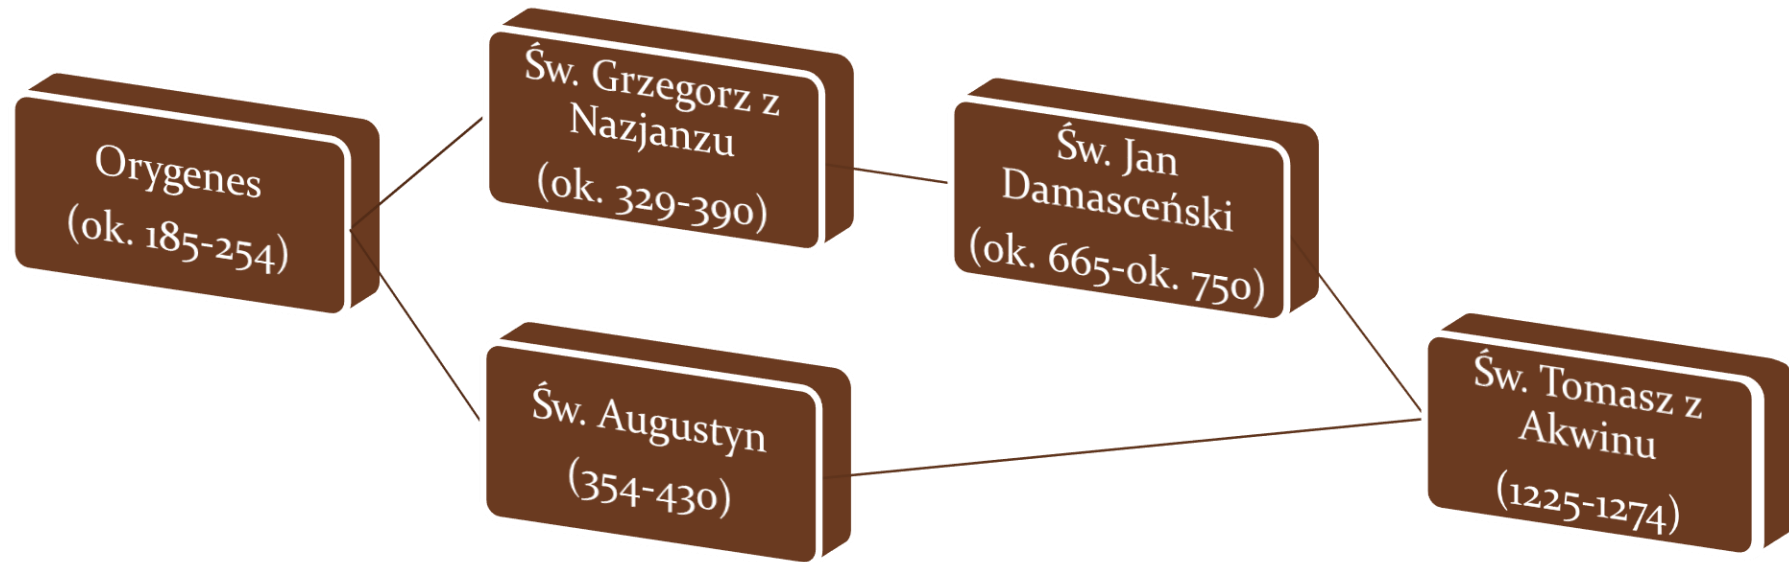 Orygenes
(ok. 185-254)
Św. Grzegorz z
Nazjanzu
(ok. 329-390)
Św. Jan
Damasceński
(ok. 665-ok. 750)
Św. Augustyn
(354-430)
Św. Tomasz z
Akwinu
(1225-1274)